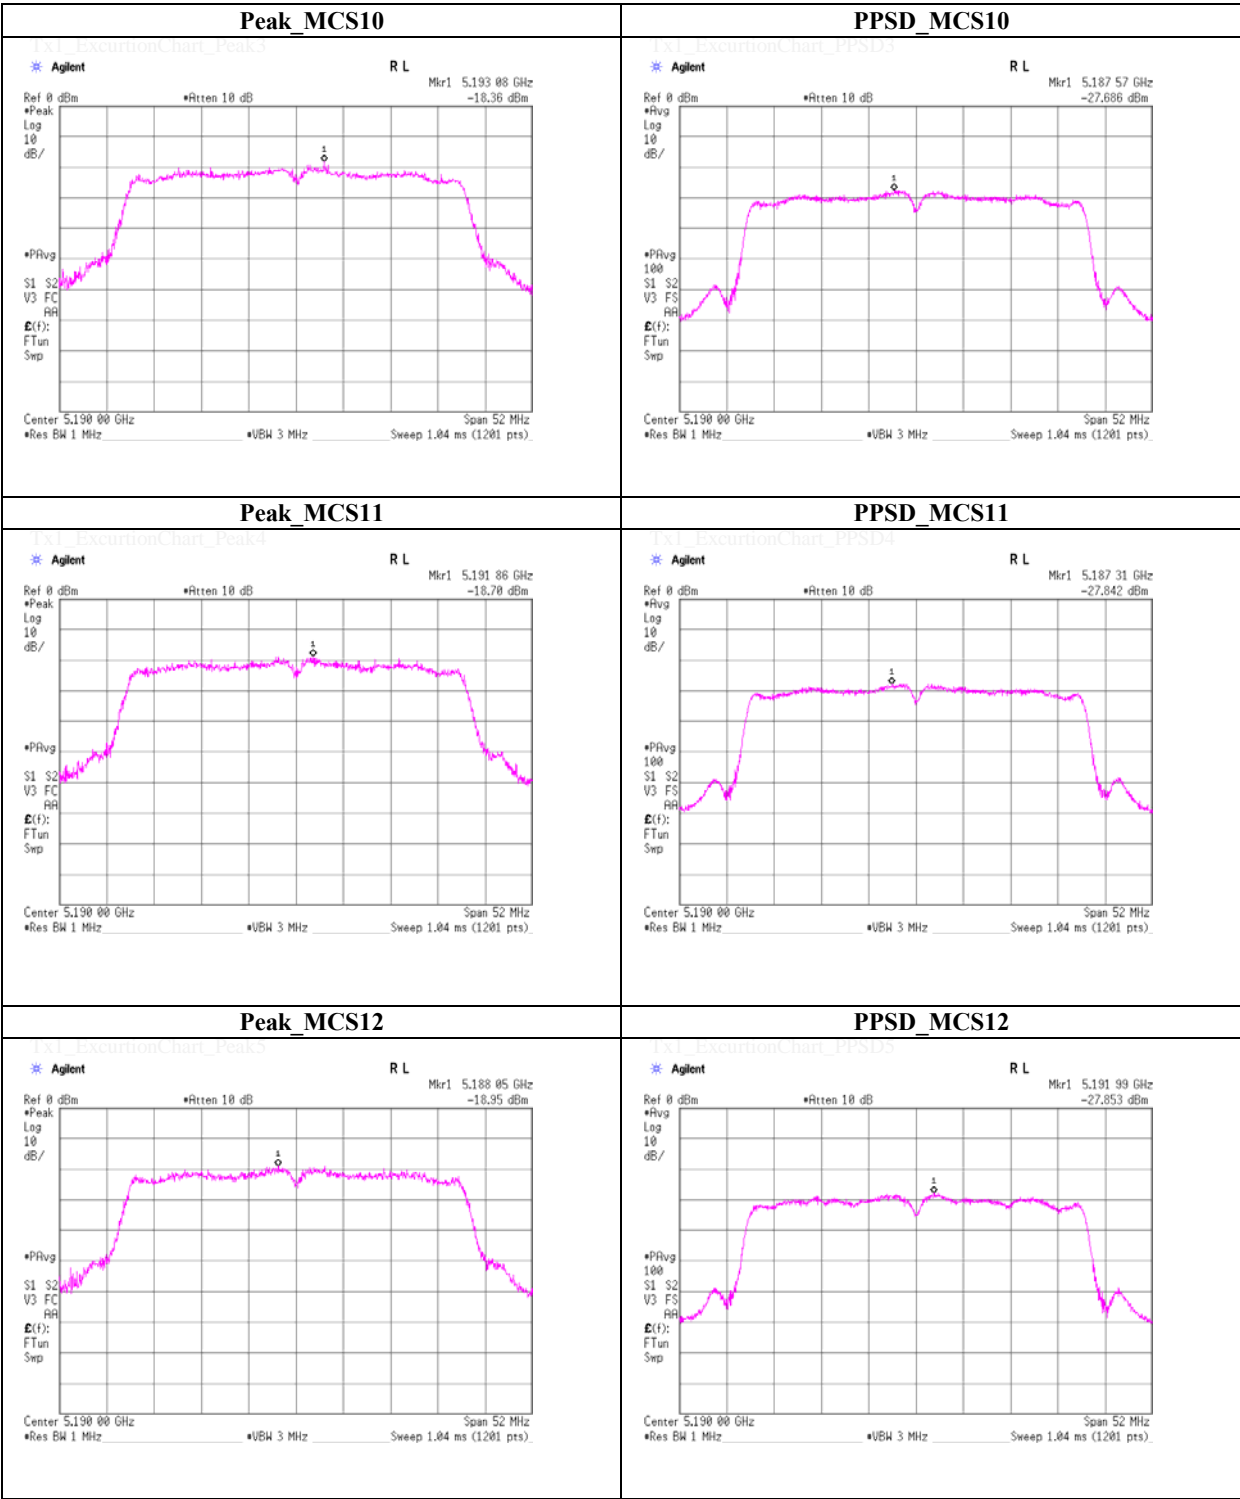 Peak_MCS10
Tx1_ExcurtionChart_Peak3
Agilent R L
Mkr1 5.193 08 GHz
Ref 0 dBm *Atten 10 dB -18.36 dBm
*Peak
Log
10
dB/
1
*PAvg
S1 S2
V3 FC
AA
£(f):
FTun
Swp
Center 5.190 00 GHz Span 52 MHz
*Res BW 1 MHz *VBW 3 MHz Sweep 1.04 ms (1201 pts)
PPSD_MCS10
Tx1_ExcurtionChart_PPSD3
Agilent R L
Mkr1 5.187 57 GHz
Ref 0 dBm *Atten 10 dB -27.686 dBm
*Avg
Log
10
dB/
1
*PAvg
100
S1 S2
V3 FS
AA
£(f):
FTun
Swp
Center 5.190 00 GHz Span 52 MHz
*Res BW 1 MHz *VBW 3 MHz Sweep 1.04 ms (1201 pts)
Peak_MCS11
Tx1_ExcurtionChart_Peak4
Agilent R L
Mkr1 5.191 86 GHz
Ref 0 dBm *Atten 10 dB -18.70 dBm
*Peak
Log
10
dB/
1
*PAvg
S1 S2
V3 FC
AA
£(f):
FTun
Swp
Center 5.190 00 GHz Span 52 MHz
*Res BW 1 MHz *VBW 3 MHz Sweep 1.04 ms (1201 pts)
PPSD_MCS11
Tx1_ExcurtionChart_PPSD4
Agilent R L
Mkr1 5.187 31 GHz
Ref 0 dBm *Atten 10 dB -27.842 dBm
*Avg
Log
10
dB/
1
*PAvg
100
S1 S2
V3 FS
AA
£(f):
FTun
Swp
Center 5.190 00 GHz Span 52 MHz
*Res BW 1 MHz *VBW 3 MHz Sweep 1.04 ms (1201 pts)
Peak_MCS12
Tx1_ExcurtionChart_Peak5
Agilent R L
Mkr1 5.188 05 GHz
Ref 0 dBm *Atten 10 dB -18.95 dBm
*Peak
Log
10
dB/
1
*PAvg
S1 S2
V3 FC
AA
£(f):
FTun
Swp
Center 5.190 00 GHz Span 52 MHz
*Res BW 1 MHz *VBW 3 MHz Sweep 1.04 ms (1201 pts)
PPSD_MCS12
Tx1_ExcurtionChart_PPSD5
Agilent R L
Mkr1 5.191 99 GHz
Ref 0 dBm *Atten 10 dB -27.853 dBm
*Avg
Log
10
dB/
1
*PAvg
100
S1 S2
V3 FS
AA
£(f):
FTun
Swp
Center 5.190 00 GHz Span 52 MHz
*Res BW 1 MHz *VBW 3 MHz Sweep 1.04 ms (1201 pts)